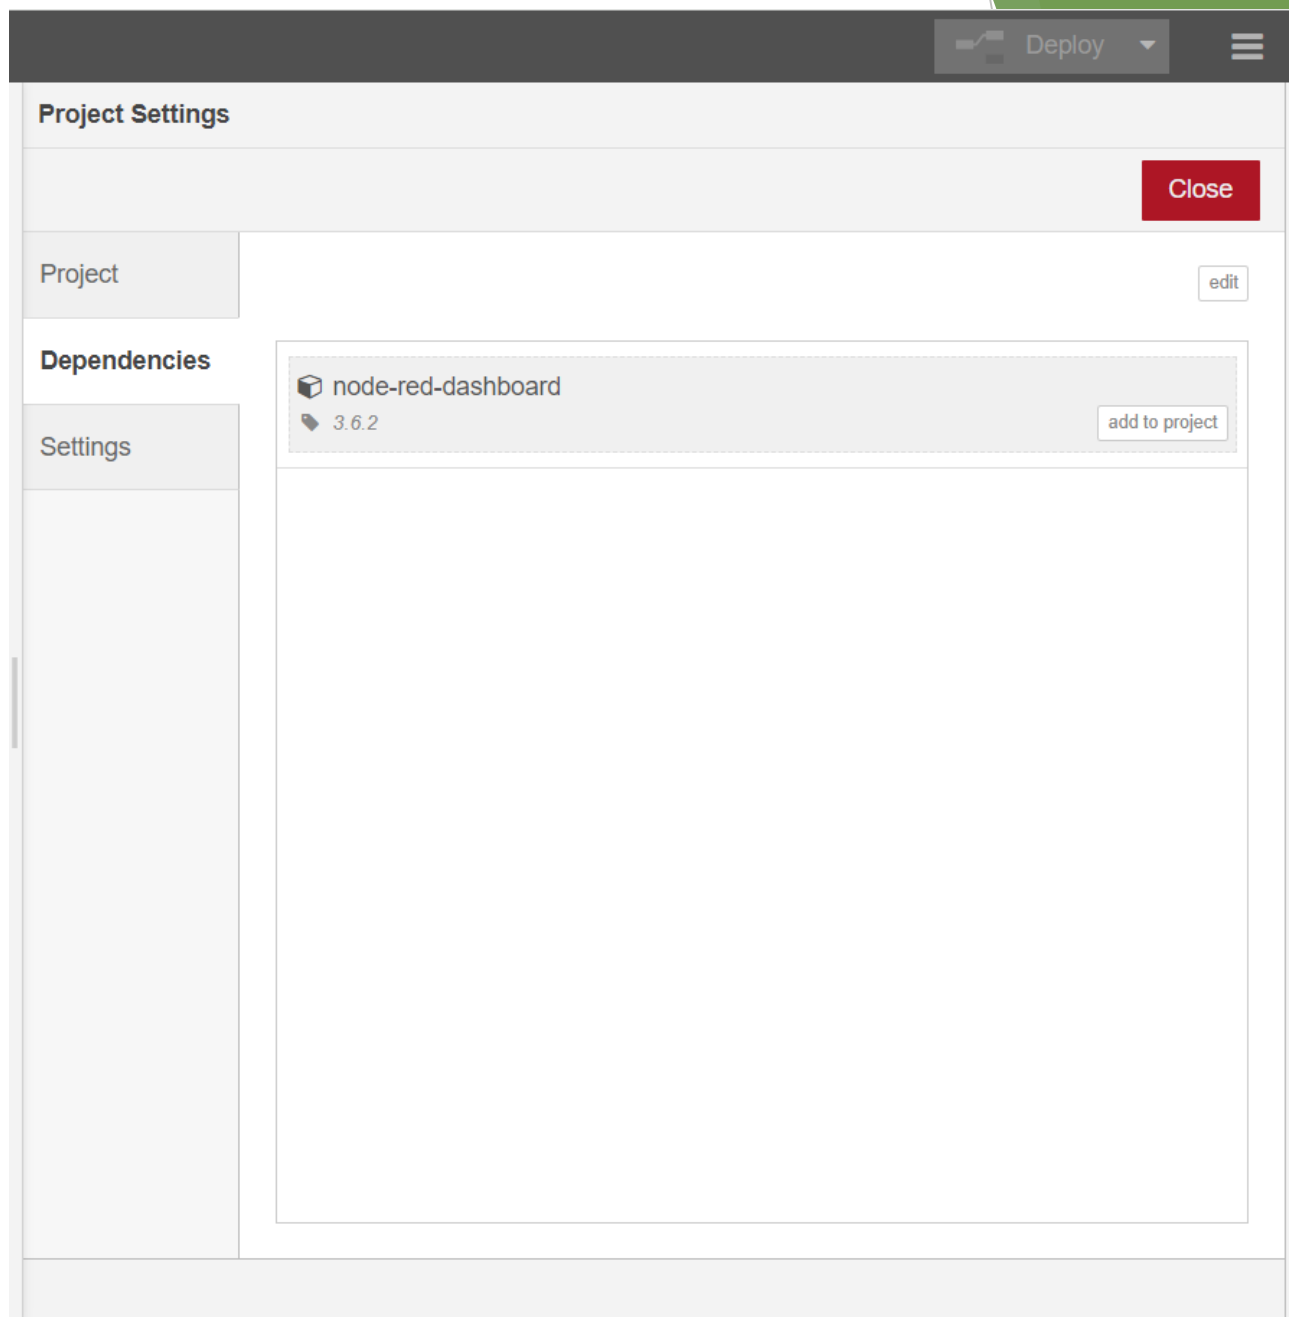 Deploy
Project Settings
Close
Project
edit
Dependencies
node-red-dashboard
3.6.2
add to project
Settings